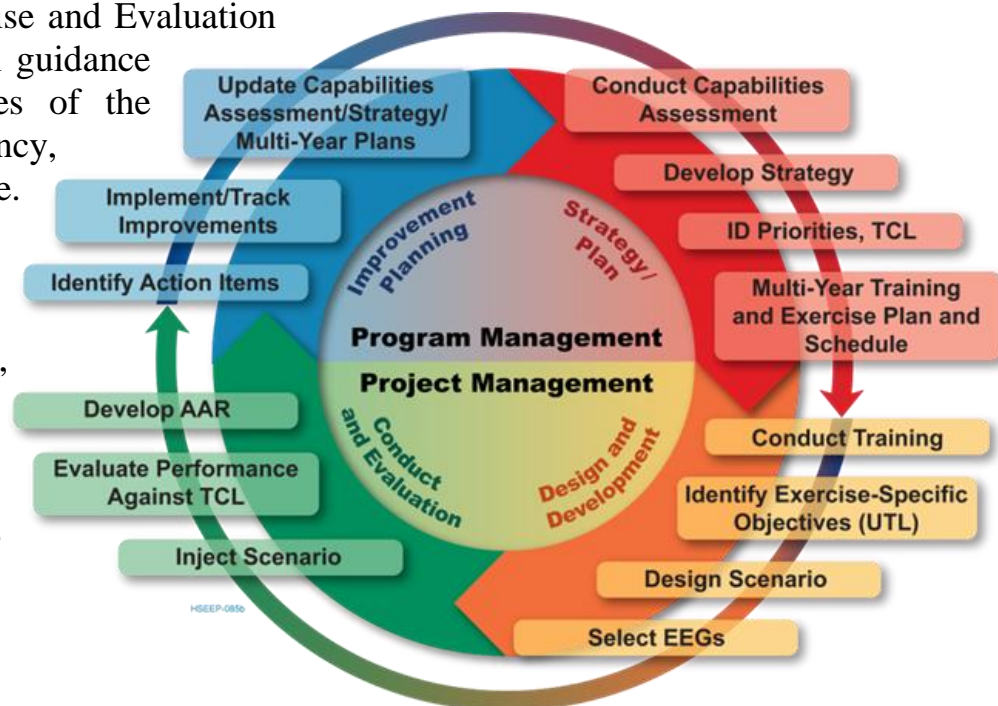 ise and Evaluation
guidance
es of the
ncy,
e.
,
Update Capabilities
Assessment/Strategy/
Multi-Year Plans
Implement/Track
Improvements
Identify Action Items
Conduct Capabilities
Assessment
Develop Strategy
ID Priorities, TCL
Multi-Year Training
and Exercise Plan and
Schedule
Improvement
Planning
Strategy/
Plan
Program Management
Project Management
Conduct
and Evaluation
Design and
Development
Develop AAR
Evaluate Performance
Against TCL
Inject Scenario
Conduct Training
Identify Exercise-Specific
Objectives (UTL)
Design Scenario
Select EEGs
HSEEP-085b